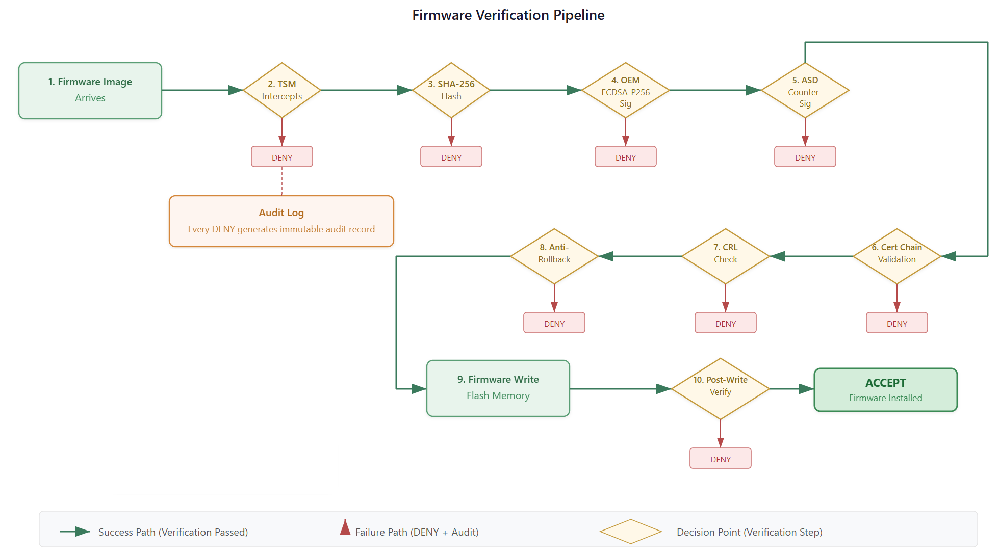 Firmware Verification Pipeline
1. Firmware Image
Arrives
2. TSM
Intercepts
3. SHA-256
Hash
4. OEM
ECDSA-P256
Sig
5. ASD
Counter-
Sig
DENY
DENY
DENY
DENY
Audit Log
Every DENY generates immutable audit record
8. Anti-
Rollback
7. CRL
Check
6. Cert Chain
Validation
DENY
DENY
DENY
9. Firmware Write
Flash Memory
10. Post-Write
Verify
ACCEPT
Firmware Installed
DENY
Success Path (Verification Passed)
Failure Path (DENY + Audit)
Decision Point (Verification Step)